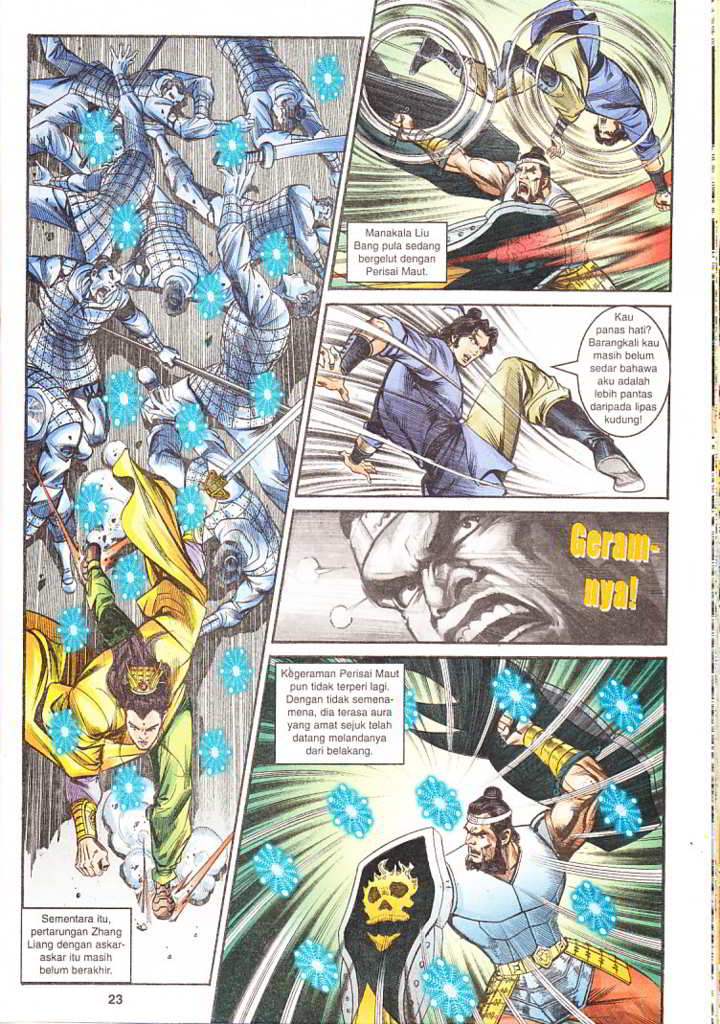 Sementara itu,
pertarungan Zhang
Liang dengan askar-
askar itu masih
belum berakhir.
Manakala Liu
Bang pula sedang
bergelut dengan
Perisai Maut.
Kau
panas hati?
Barangkali kau
masih belum
sedar bahawa
aku adalah
lebih pantas
daripada lipas
kudung!
Geram-
nya!
Kegeraman Perisai Maut
pun tidak terperi lagi.
Dengan tidak semena-
mena, dia terasa aura
yang amat sejuk telah
datang melandanya
dari belakang.
23